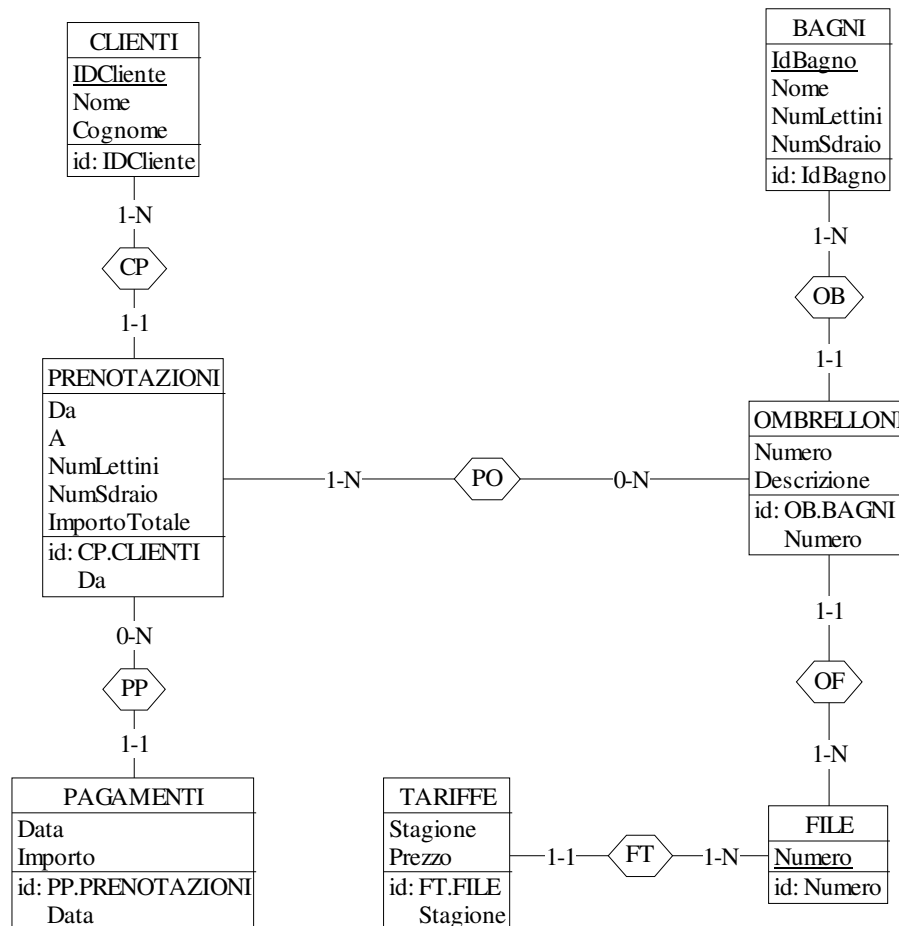 CLIENTI
IDCliente
Nome
Cognome
id: IDCliente
1-N
CP
1-1
PRENOTAZIONI
Da
A
NumLettini
NumSdraio
ImportoTotale
id: CP.CLIENTI
Da
0-N
PP
1-1
PAGAMENTI
Data
Importo
id: PP.PRENOTAZIONI
Data
1-N
PO
0-N
BAGNI
IdBagno
Nome
NumLettini
NumSdraio
id: IdBagno
1-N
OB
1-1
OMBRELLONI
Numero
Descrizione
id: OB.BAGNI
Numero
1-1
OF
1-N
FILE
Numero
id: Numero
TARIFFE
Stagione
Prezzo
id: FT.FILE
Stagione
1-1
FT
1-N